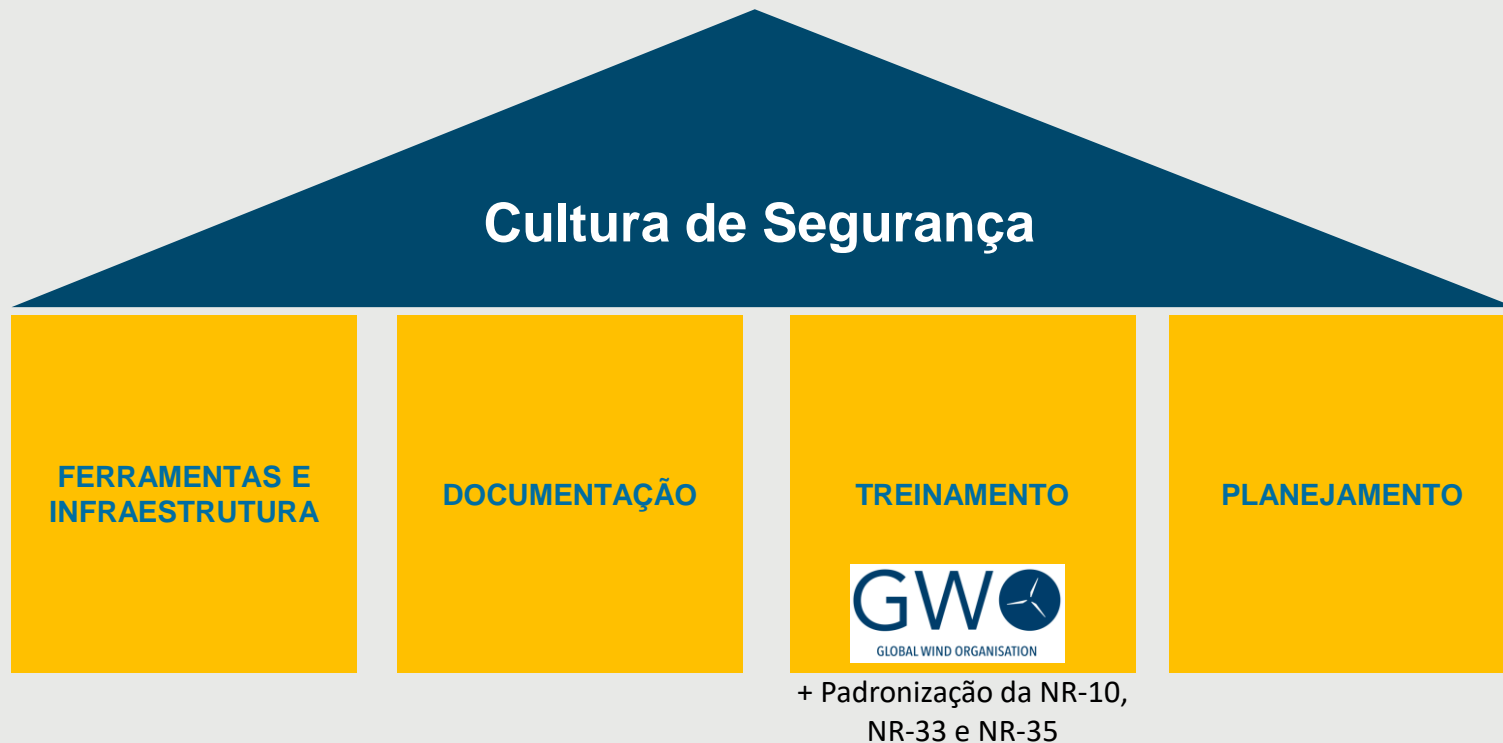 Cultura de Segurança
FERRAMENTAS E
INFRAESTRUTURA
DOCUMENTAÇÃO
TREINAMENTO
PLANEJAMENTO
GWO
GLOBAL WIND ORGANISATION
+ Padronização da NR-10,
NR-33 e NR-35